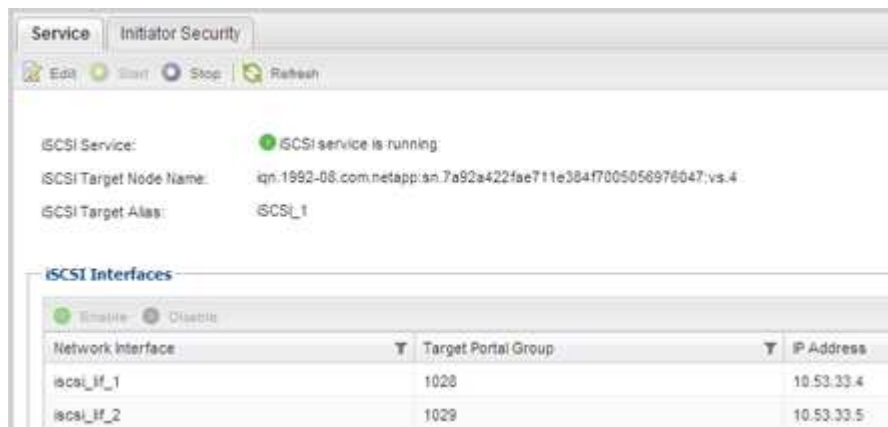 Service Initiator Security
Edit Start Stop Refresh
iSCSI Service: iSCSI service is running
iSCSI Target Node Name: iqn.1992-08.com.netapp:sn.7a92a422fae711e384f7005056976047:vs.4
iSCSI Target Alias: iSCSI_1
iSCSI Interfaces
Enable Disable
Network Interface Target Portal Group IP Address
iscsi_lif_1 1028 10.53.33.4
iscsi_lif_2 1029 10.53.33.5